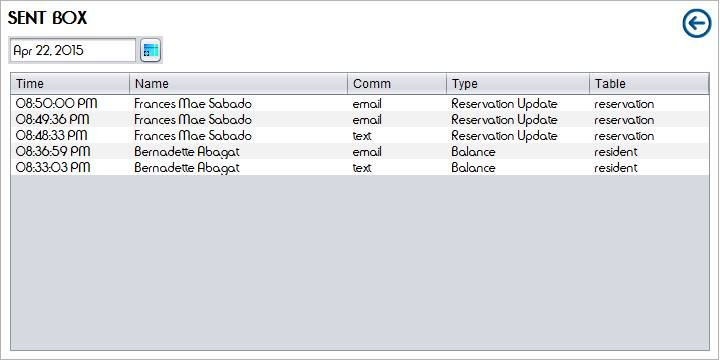 SENT BOX
Apr 22, 2015
Time Name Comm Type Table
08:50:00 PM Frances Mae Sabado email Reservation Update reservation
08:49:36 PM Frances Mae Sabado email Reservation Update reservation
08:48:33 PM Frances Mae Sabado text Reservation Update reservation
08:36:59 PM Bernadette Abagat email Balance resident
08:33:03 PM Bernadette Abagat text Balance resident